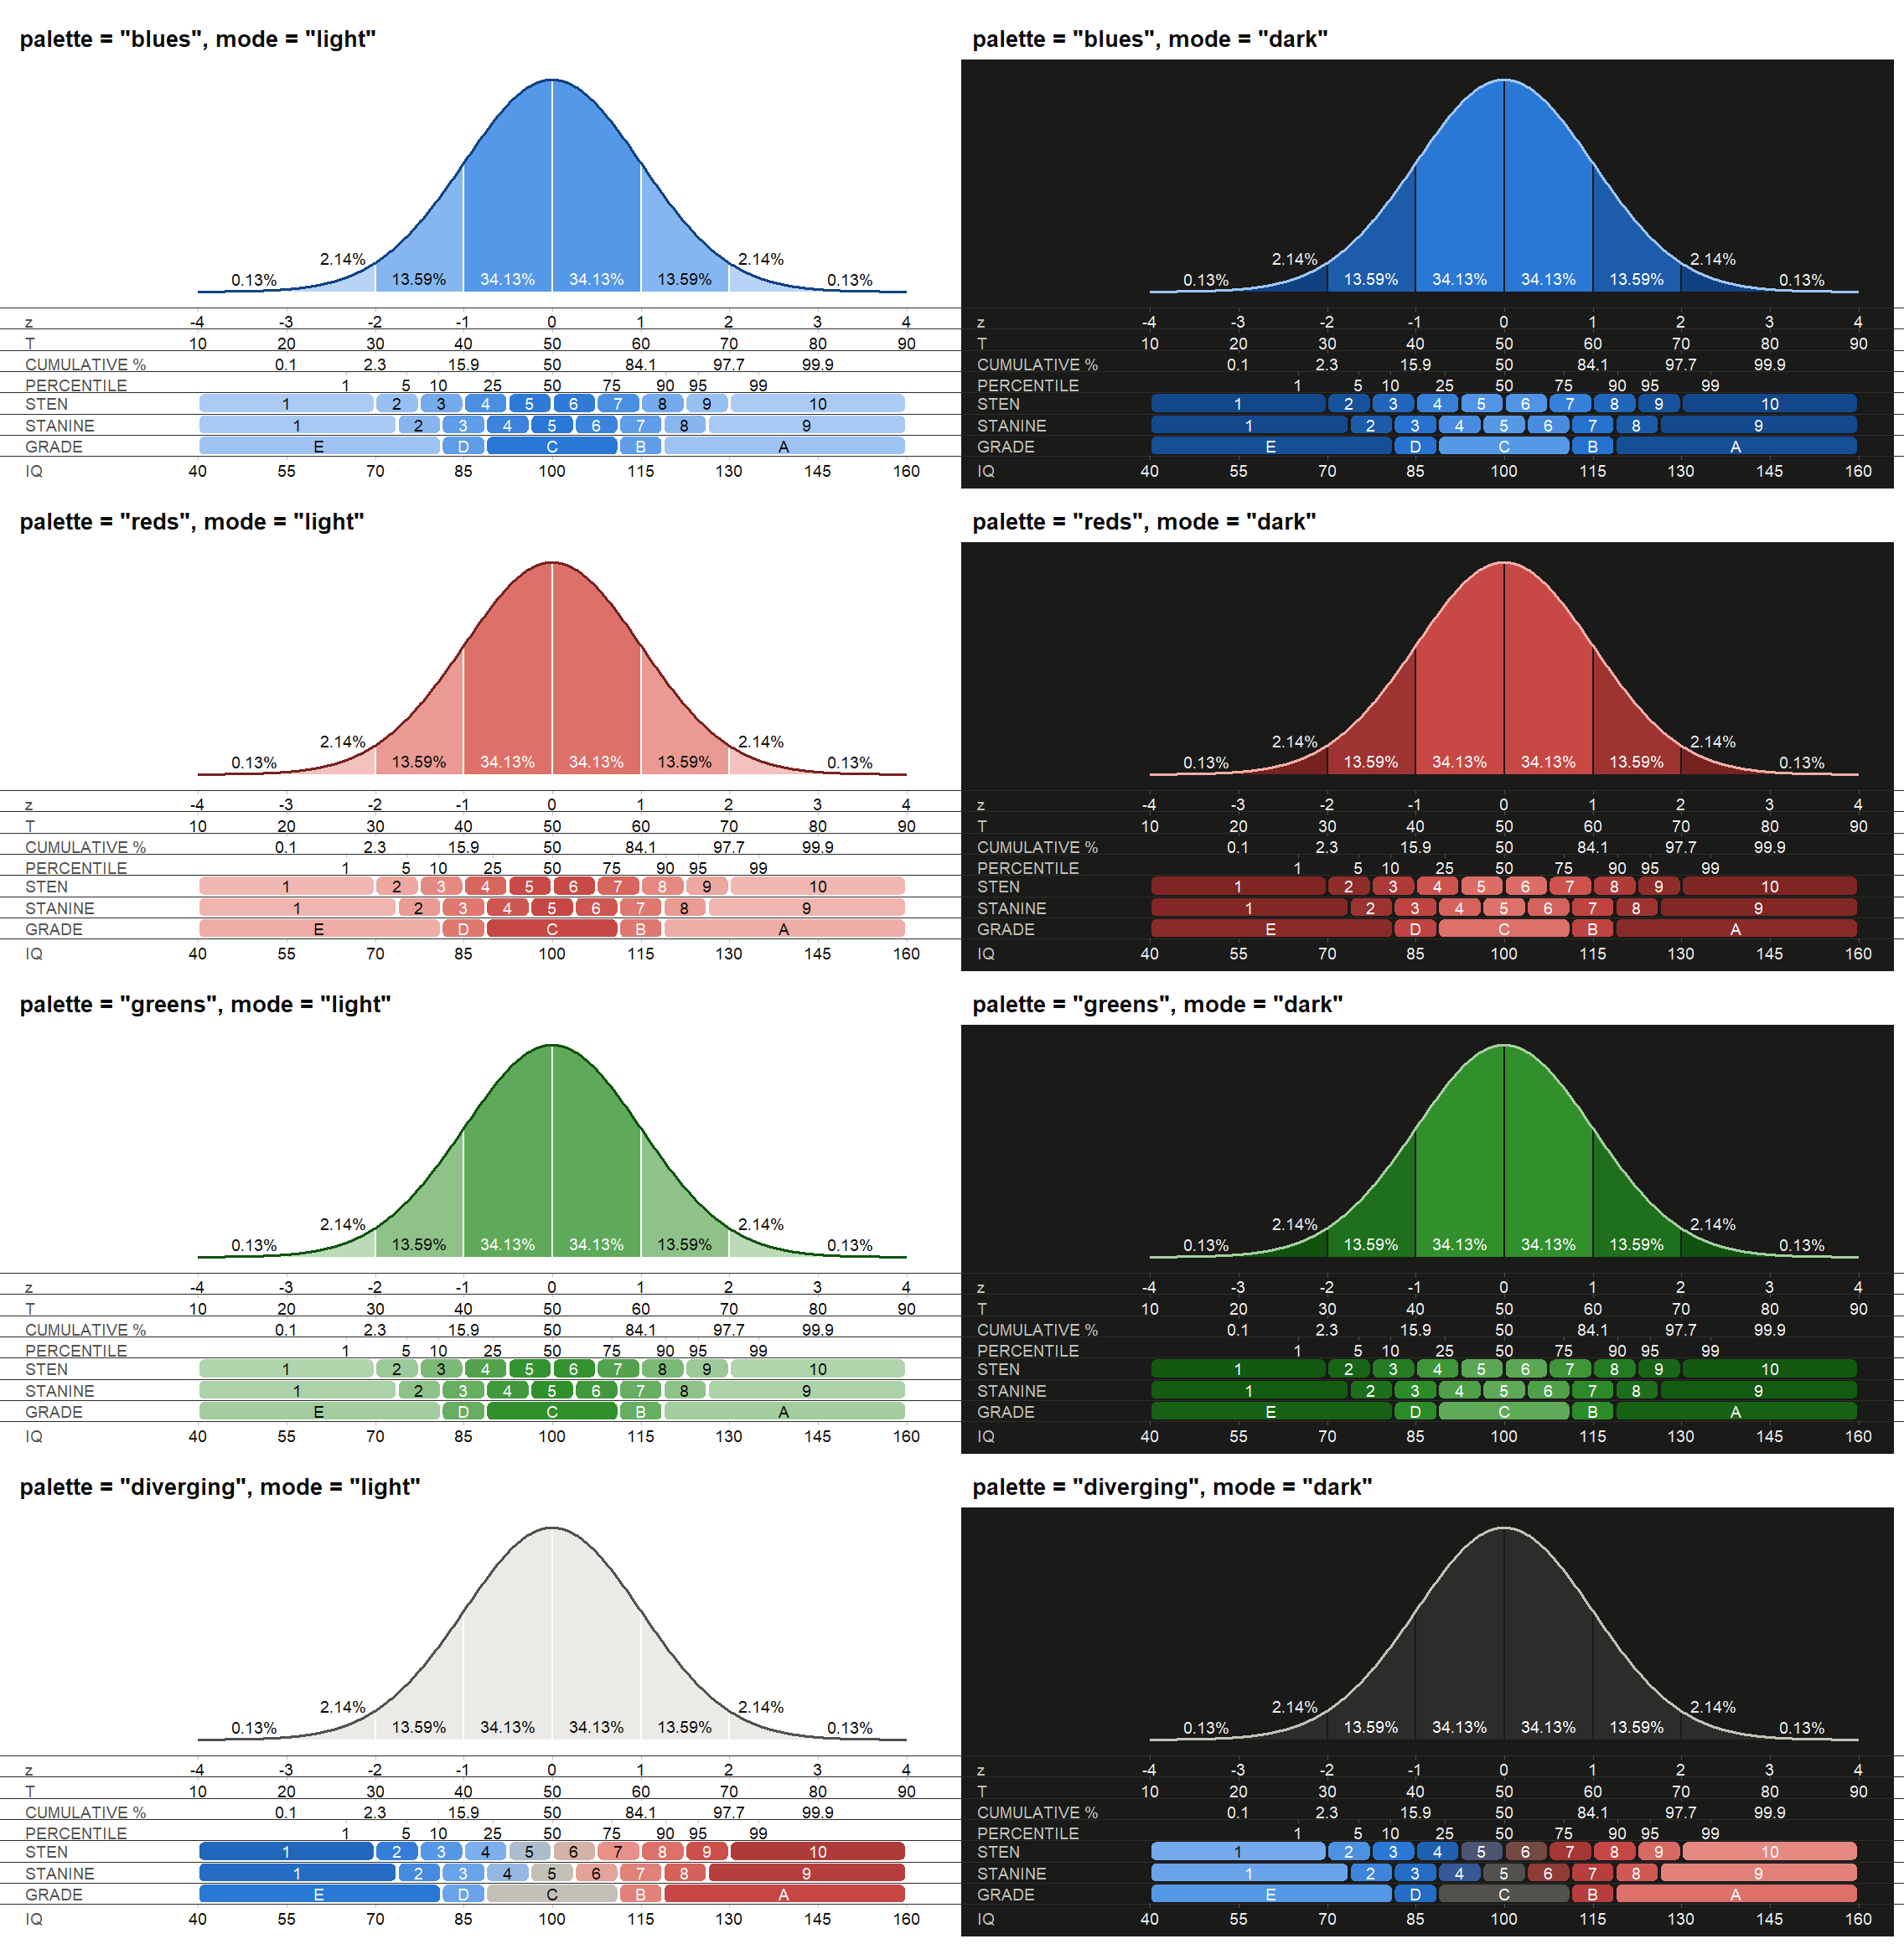 palette = "blues", mode = "light"
2.14% 2.14%
0.13% 13.59% 34.13% 34.13% 13.59% 0.13%
z -4 -3 -2 -1 0 1 2 3 4
T 10 20 30 40 50 60 70 80 90
CUMULATIVE % 0.1 2.3 15.9 50 84.1 97.7 99.9
PERCENTILE 1 5 10 25 50 75 90 95 99
STEN 1 2 3 4 5 6 7 8 9 10
STANINE 1 2 3 4 5 6 7 8 9
GRADE E D C B A
IQ 40 55 70 85 100 115 130 145 160
palette = "blues", mode = "dark"
2.14% 2.14%
0.13% 13.59% 34.13% 34.13% 13.59% 0.13%
z -4 -3 -2 -1 0 1 2 3 4
T 10 20 30 40 50 60 70 80 90
CUMULATIVE % 0.1 2.3 15.9 50 84.1 97.7 99.9
PERCENTILE 1 5 10 25 50 75 90 95 99
STEN 1 2 3 4 5 6 7 8 9 10
STANINE 1 2 3 4 5 6 7 8 9
GRADE E D C B A
IQ 40 55 70 85 100 115 130 145 160
palette = "reds", mode = "light"
2.14% 2.14%
0.13% 13.59% 34.13% 34.13% 13.59% 0.13%
z -4 -3 -2 -1 0 1 2 3 4
T 10 20 30 40 50 60 70 80 90
CUMULATIVE % 0.1 2.3 15.9 50 84.1 97.7 99.9
PERCENTILE 1 5 10 25 50 75 90 95 99
STEN 1 2 3 4 5 6 7 8 9 10
STANINE 1 2 3 4 5 6 7 8 9
GRADE E D C B A
IQ 40 55 70 85 100 115 130 145 160
palette = "reds", mode = "dark"
2.14% 2.14%
0.13% 13.59% 34.13% 34.13% 13.59% 0.13%
z -4 -3 -2 -1 0 1 2 3 4
T 10 20 30 40 50 60 70 80 90
CUMULATIVE % 0.1 2.3 15.9 50 84.1 97.7 99.9
PERCENTILE 1 5 10 25 50 75 90 95 99
STEN 1 2 3 4 5 6 7 8 9 10
STANINE 1 2 3 4 5 6 7 8 9
GRADE E D C B A
IQ 40 55 70 85 100 115 130 145 160
palette = "greens", mode = "light"
2.14% 2.14%
0.13% 13.59% 34.13% 34.13% 13.59% 0.13%
z -4 -3 -2 -1 0 1 2 3 4
T 10 20 30 40 50 60 70 80 90
CUMULATIVE % 0.1 2.3 15.9 50 84.1 97.7 99.9
PERCENTILE 1 5 10 25 50 75 90 95 99
STEN 1 2 3 4 5 6 7 8 9 10
STANINE 1 2 3 4 5 6 7 8 9
GRADE E D C B A
IQ 40 55 70 85 100 115 130 145 160
palette = "greens", mode = "dark"
2.14% 2.14%
0.13% 13.59% 34.13% 34.13% 13.59% 0.13%
z -4 -3 -2 -1 0 1 2 3 4
T 10 20 30 40 50 60 70 80 90
CUMULATIVE % 0.1 2.3 15.9 50 84.1 97.7 99.9
PERCENTILE 1 5 10 25 50 75 90 95 99
STEN 1 2 3 4 5 6 7 8 9 10
STANINE 1 2 3 4 5 6 7 8 9
GRADE E D C B A
IQ 40 55 70 85 100 115 130 145 160
palette = "diverging", mode = "light"
2.14% 2.14%
0.13% 13.59% 34.13% 34.13% 13.59% 0.13%
z -4 -3 -2 -1 0 1 2 3 4
T 10 20 30 40 50 60 70 80 90
CUMULATIVE % 0.1 2.3 15.9 50 84.1 97.7 99.9
PERCENTILE 1 5 10 25 50 75 90 95 99
STEN 1 2 3 4 5 6 7 8 9 10
STANINE 1 2 3 4 5 6 7 8 9
GRADE E D C B A
IQ 40 55 70 85 100 115 130 145 160
palette = "diverging", mode = "dark"
2.14% 2.14%
0.13% 13.59% 34.13% 34.13% 13.59% 0.13%
z -4 -3 -2 -1 0 1 2 3 4
T 10 20 30 40 50 60 70 80 90
CUMULATIVE % 0.1 2.3 15.9 50 84.1 97.7 99.9
PERCENTILE 1 5 10 25 50 75 90 95 99
STEN 1 2 3 4 5 6 7 8 9 10
STANINE 1 2 3 4 5 6 7 8 9
GRADE E D C B A
IQ 40 55 70 85 100 115 130 145 160